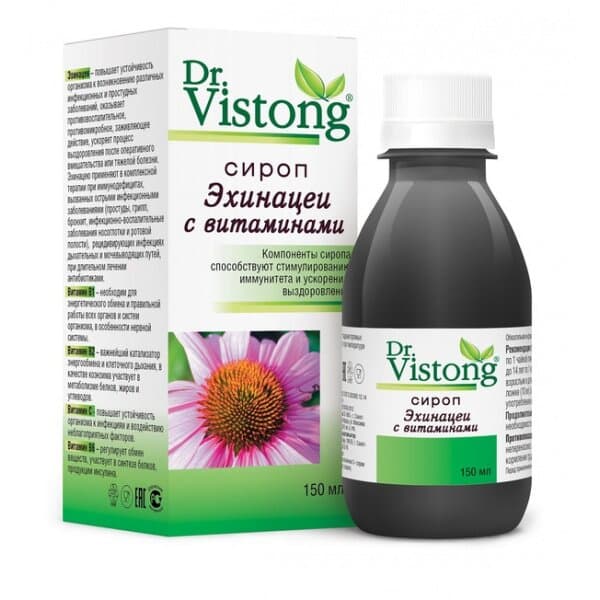 Эхинацея – повышает устойчивость
организма к возникновению различных
инфекционных и простудных
заболеваний, оказывает
противовоспалительное,
противомикробное, заживляющее
действие, ускоряет процесс
выздоровления после оперативного
вмешательства или тяжелой болезни.
Эхинацею применяют в комплексной
терапии при иммунодефицитах,
вызванных острыми инфекционными
заболеваниями (простуды, грипп,
бронхит, инфекционно-воспалительные
заболевания носоглотки и ротовой
полости), рецидивирующих инфекциях
дыхательных и мочевыводящих путей,
при длительном лечении
антибиотиками.
Витамин В1 – необходим для
энергетического обмена и правильной
работы всех органов и систем
организма, в особенности нервной
системы.
Витамин В2 – важнейший катализатор
энергообмена и клеточного дыхания, в
качестве коэнзима участвует в
метаболизме белков, жиров и
углеводов.
Витамин С – повышает устойчивость
организма к инфекциям и воздействию
неблагоприятных факторов.
Витамин В6 – регулирует обмен
веществ, участвует в синтезе белков,
продукции инсулина.
EAC
Dr.
Vistong®
сироп
Эхинацеи
с витаминами
Компоненты сиропа
способствуют стимулированию
иммунитета и ускорению
выздоровлен
150 мл
Dr.
Vistong®
сироп
Эхинацеи
с витаминами
150 мл